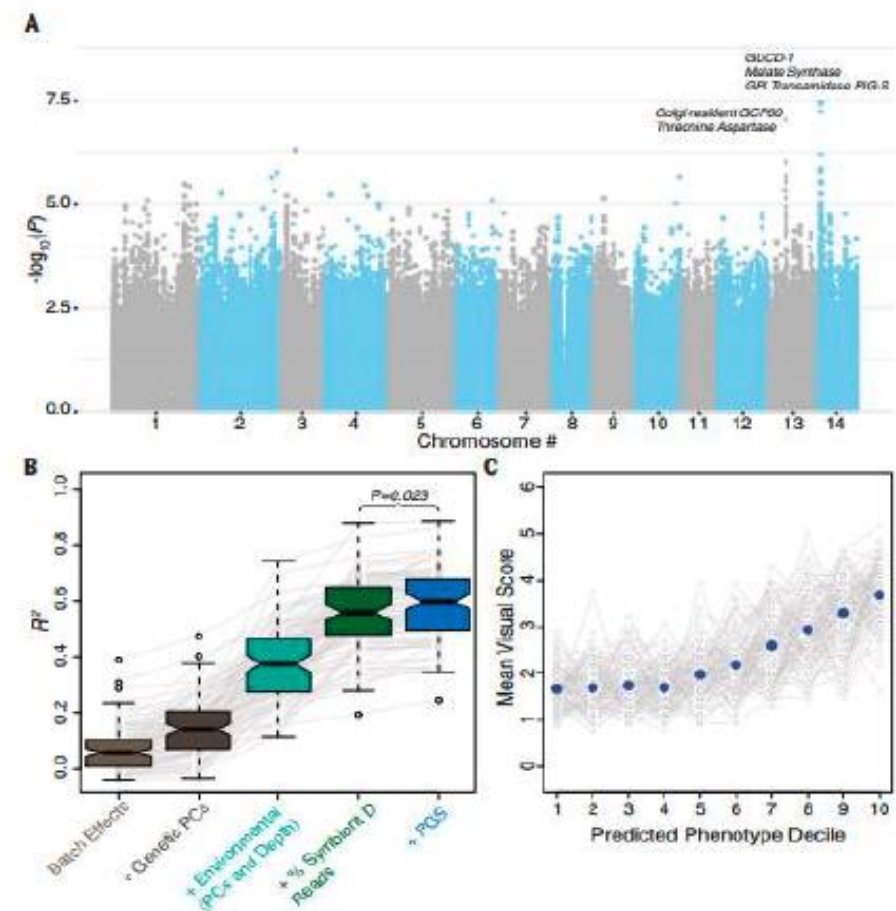 A
7.5
5.0
2.5
0.0
-log₁₀(P)
Malate Synthase
GPI Transamidase PIG-S
Golgi-resident
Threonine Aspartase
1 2 3 4 5 6 7 8 9 10 11 12 13 14
Chromosome #
B
1.0
0.8
0.6
0.4
0.2
0.0
R²
P=0.023
Batch Effects
+ Genetic PCs
+ Environmental
(PCs and Depth)
+ % Symbiont D
Reads
+ PGS
C
6
5
4
3
2
1
0
Mean Visual Score
1 2 3 4 5 6 7 8 9 10
Predicted Phenotype Decile